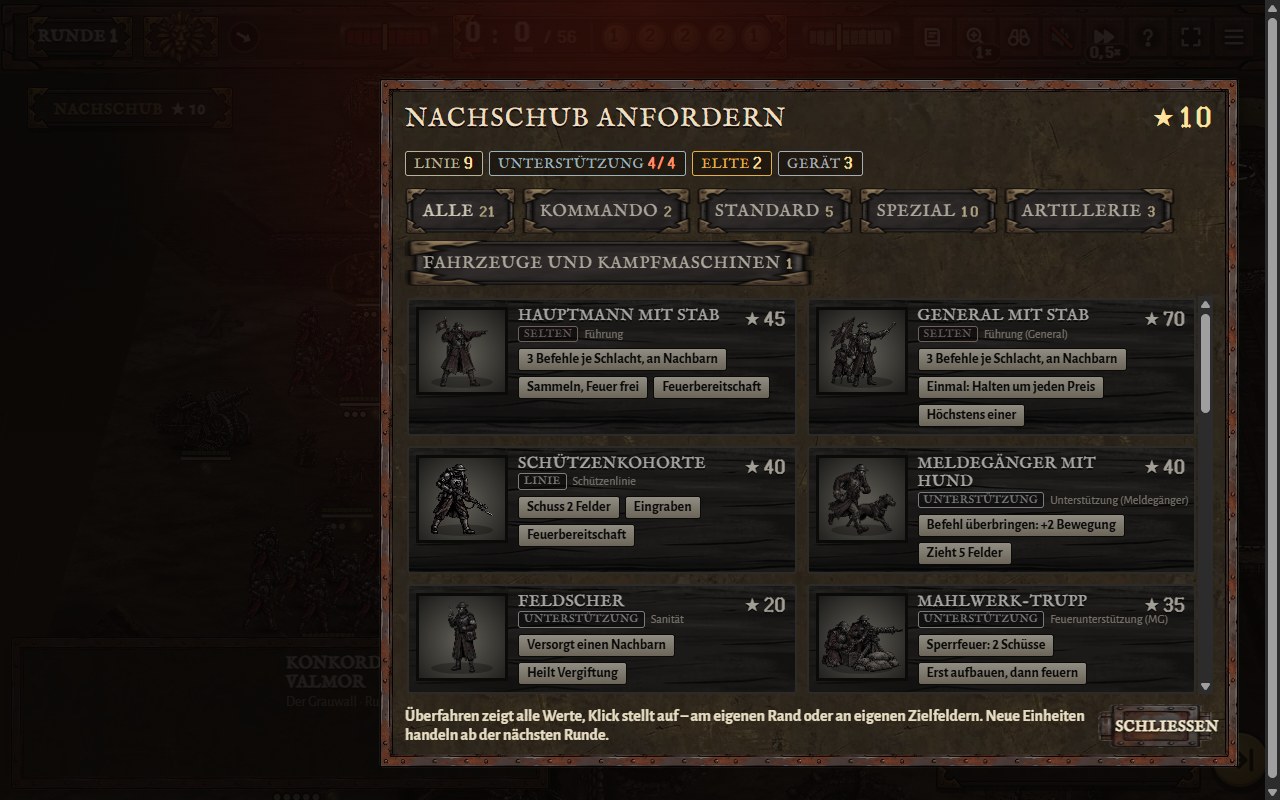 RUNDE 1
0 : 0 / 56
1 2 2 2 1
1×
0,5×
?
NACHSCHUB ★ 10
NACHSCHUB ANFORDERN
★ 10
LINIE 9
UNTERSTÜTZUNG 4/4
ELITE 2
GERÄT 3
ALLE 21
KOMMANDO 2
STANDARD 5
SPEZIAL 10
ARTILLERIE 3
FAHRZEUGE UND KAMPFMASCHINEN 1
HAUPTMANN MIT STAB
★ 45
SELTEN Führung
3 Befehle je Schlacht, an Nachbarn
Sammeln, Feuer frei
Feuerbereitschaft
GENERAL MIT STAB
★ 70
SELTEN Führung (General)
3 Befehle je Schlacht, an Nachbarn
Einmal: Halten um jeden Preis
Höchstens einer
SCHÜTZENKOHORTE
★ 40
LINIE Schützenlinie
Schuss 2 Felder
Eingraben
Feuerbereitschaft
MELDEGÄNGER MIT
HUND
★ 40
UNTERSTÜTZUNG Unterstützung (Meldegänger)
Befehl überbringen: +2 Bewegung
Zieht 5 Felder
FELDSCHER
★ 20
UNTERSTÜTZUNG Sanität
Versorgt einen Nachbarn
Heilt Vergiftung
MAHLWERK-TRUPP
★ 35
UNTERSTÜTZUNG Feuerunterstützung (MG)
Sperrfeuer: 2 Schüsse
Erst aufbauen, dann feuern
KONKORD
VALMOR
Der Grauwall · Ru
Überfahren zeigt alle Werte, Klick stellt auf – am eigenen Rand oder an eigenen Zielfeldern. Neue Einheiten
handeln ab der nächsten Runde.
SCHLIESSEN